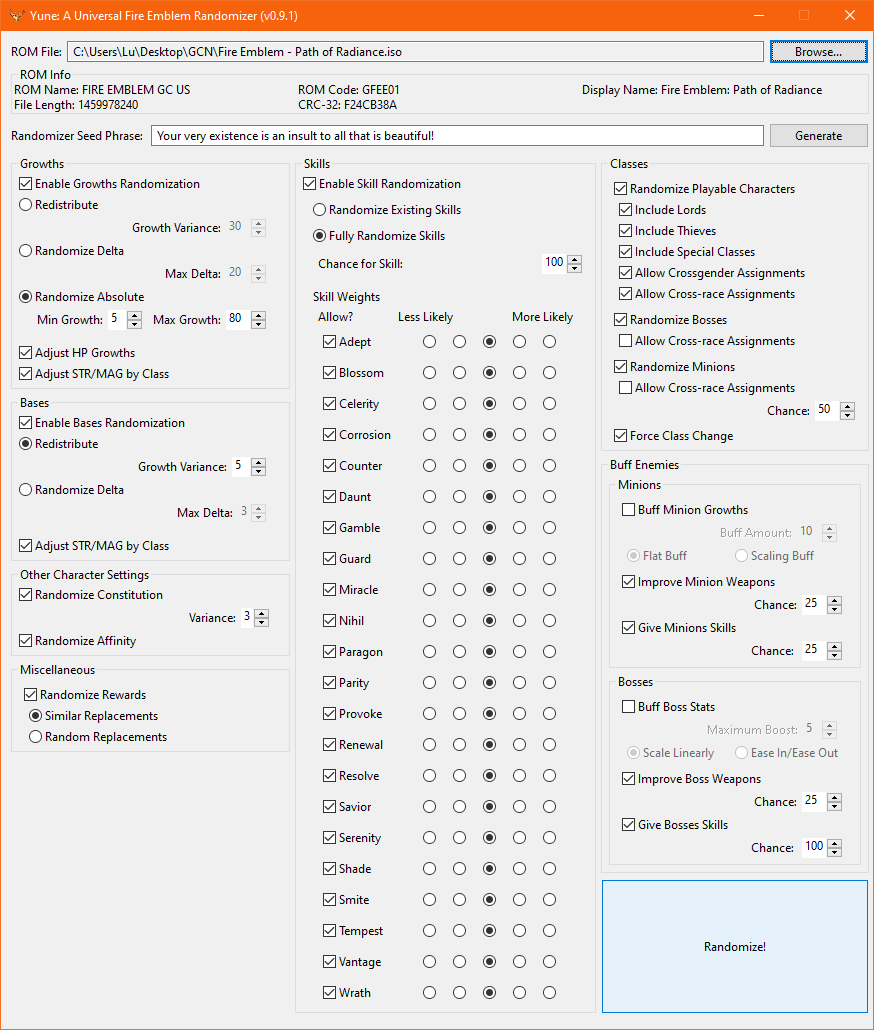 Yune: A Universal Fire Emblem Randomizer (v0.9.1)
ROM File: C:\Users\Lu\Desktop\GCN\Fire Emblem - Path of Radiance.iso Browse...
ROM Info
ROM Name: FIRE EMBLEM GC US ROM Code: GFEE01 Display Name: Fire Emblem: Path of Radiance
File Length: 1459978240 CRC-32: F24CB38A
Randomizer Seed Phrase: Your very existence is an insult to all that is beautiful! Generate
Growths
Enable Growths Randomization
Redistribute
Growth Variance: 30
Randomize Delta
Max Delta: 20
Randomize Absolute
Min Growth: 5 Max Growth: 80
Adjust HP Growths
Adjust STR/MAG by Class
Bases
Enable Bases Randomization
Redistribute
Growth Variance: 5
Randomize Delta
Max Delta: 3
Adjust STR/MAG by Class
Other Character Settings
Randomize Constitution
Variance: 3
Randomize Affinity
Miscellaneous
Randomize Rewards
Similar Replacements
Random Replacements
Skills
Enable Skill Randomization
Randomize Existing Skills
Fully Randomize Skills
Chance for Skill: 100
Skill Weights
Allow? Less Likely More Likely
Adept
Blossom
Celerity
Corrosion
Counter
Daunt
Gamble
Guard
Miracle
Nihil
Paragon
Parity
Provoke
Renewal
Resolve
Savior
Serenity
Shade
Smite
Tempest
Vantage
Wrath
Classes
Randomize Playable Characters
Include Lords
Include Thieves
Include Special Classes
Allow Crossgender Assignments
Allow Cross-race Assignments
Randomize Bosses
Allow Cross-race Assignments
Randomize Minions
Allow Cross-race Assignments
Chance: 50
Force Class Change
Buff Enemies
Minions
Buff Minion Growths
Buff Amount: 10
Flat Buff Scaling Buff
Improve Minion Weapons
Chance: 25
Give Minions Skills
Chance: 25
Bosses
Buff Boss Stats
Maximum Boost: 5
Scale Linearly Ease In/Ease Out
Improve Boss Weapons
Chance: 25
Give Bosses Skills
Chance: 100
Randomize!